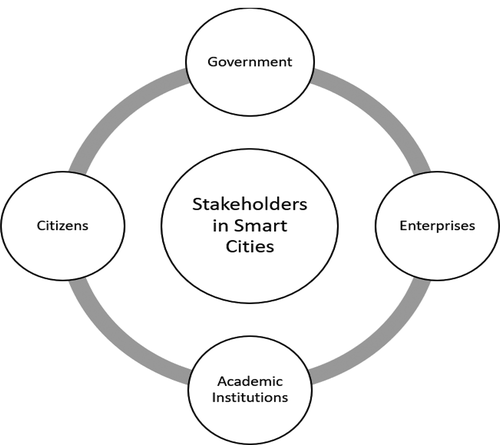 Government
Citizens
Stakeholders
in Smart
Cities
Enterprises
Academic
Institutions